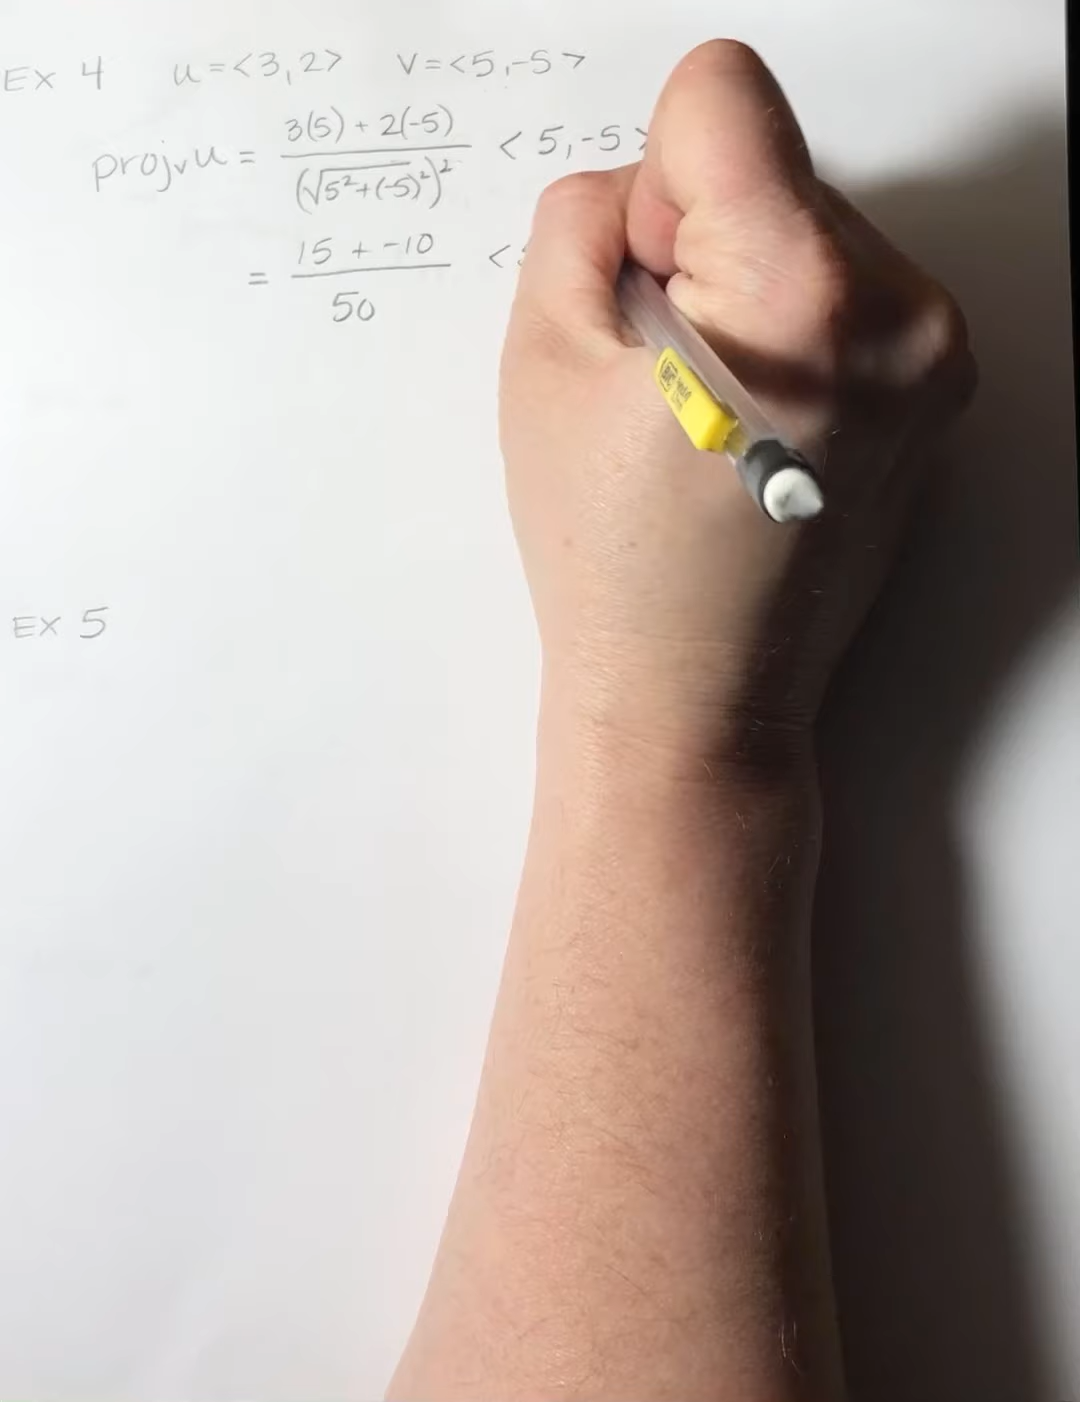 Ex 4 u=<3,2> v=<5,-5>
projᵥu = 3(5) + 2(-5) / (√5²+(-5)²)² <5,-5>
= 15 + -10 / 50 <
Ex 5
BIC